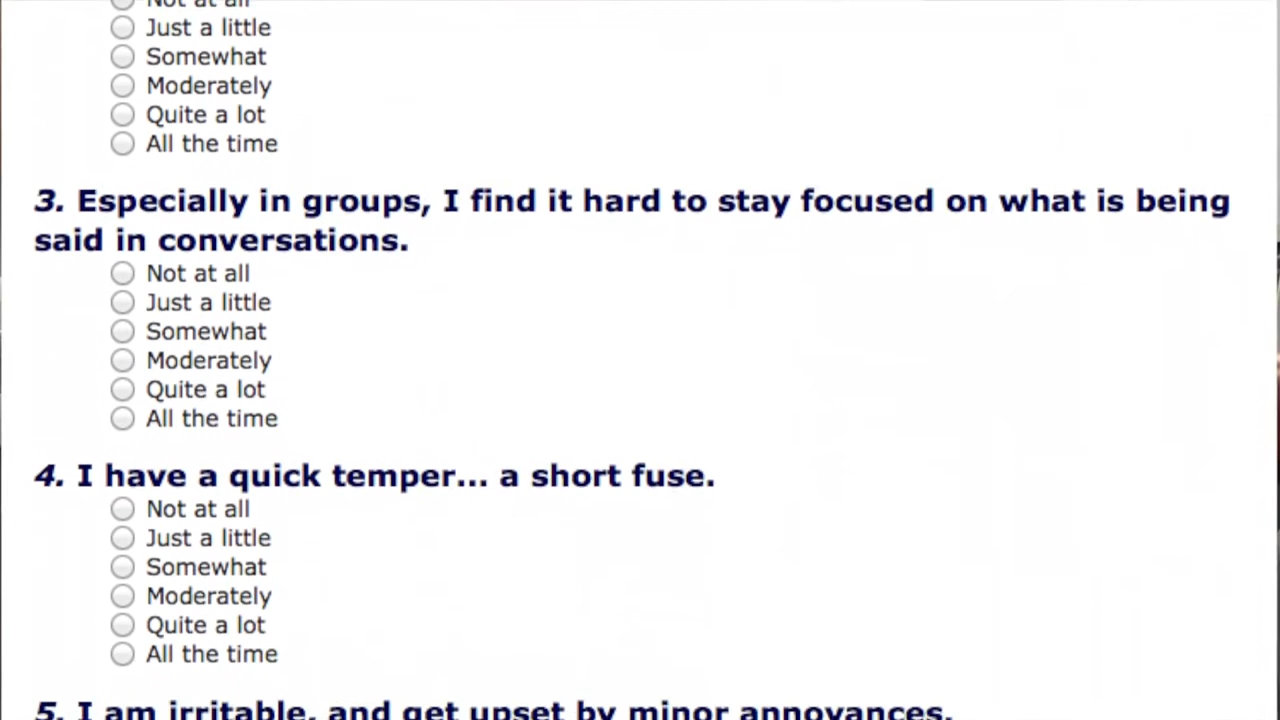 Not at all
Just a little
Somewhat
Moderately
Quite a lot
All the time
3. Especially in groups, I find it hard to stay focused on what is being
said in conversations.
Not at all
Just a little
Somewhat
Moderately
Quite a lot
All the time
4. I have a quick temper... a short fuse.
Not at all
Just a little
Somewhat
Moderately
Quite a lot
All the time
5. I am irritable, and get upset by minor annoyances.